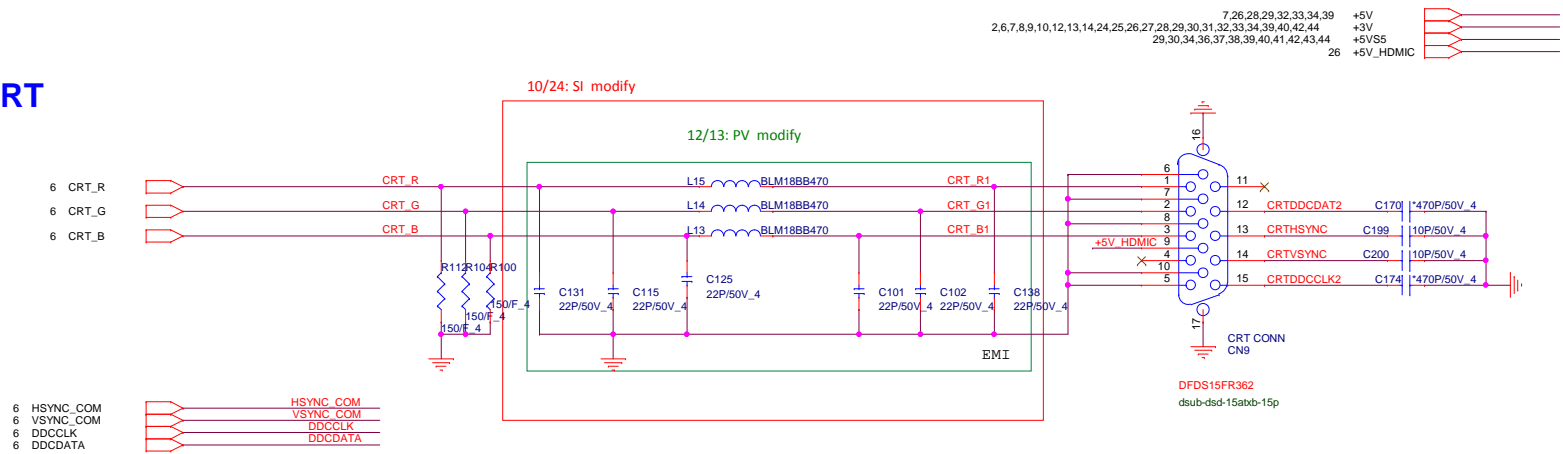 7,26,28,29,32,33,34,39 +5V
2,6,7,8,9,10,12,13,14,24,25,26,27,28,29,30,31,32,33,34,39,40,42,44 +3V
29,30,34,36,37,38,39,40,41,42,43,44 +5VS5
26 +5V_HDMIC
RT
10/24: SI modify
12/13: PV modify
16
6 CRT_R
CRT_R
L15
BLM18BB470
CRT_R1
6
1
11
7
6 CRT_G
CRT_G
L14
BLM18BB470
CRT_G1
2
12
CRTDDCDAT2
C170
*470P/50V_4
8
6 CRT_B
CRT_B
L13
BLM18BB470
CRT_B1
3
13
CRTHSYNC
C199
10P/50V_4
+5V_HDMIC
9
4
14
CRTVSYNC
C200
10P/50V_4
10
5
15
CRTDDCCLK2
C174
*470P/50V_4
R112
R104
R100
150/F_4
150/F_4
150/F_4
C131
22P/50V_4
C115
22P/50V_4
C125
22P/50V_4
C101
22P/50V_4
C102
22P/50V_4
C138
22P/50V_4
EMI
17
CRT CONN
CN9
DFDS15FR362
dsub-dsd-15atxb-15p
6 HSYNC_COM
HSYNC_COM
6 VSYNC_COM
VSYNC_COM
6 DDCCLK
DDCCLK
6 DDCDATA
DDCDATA